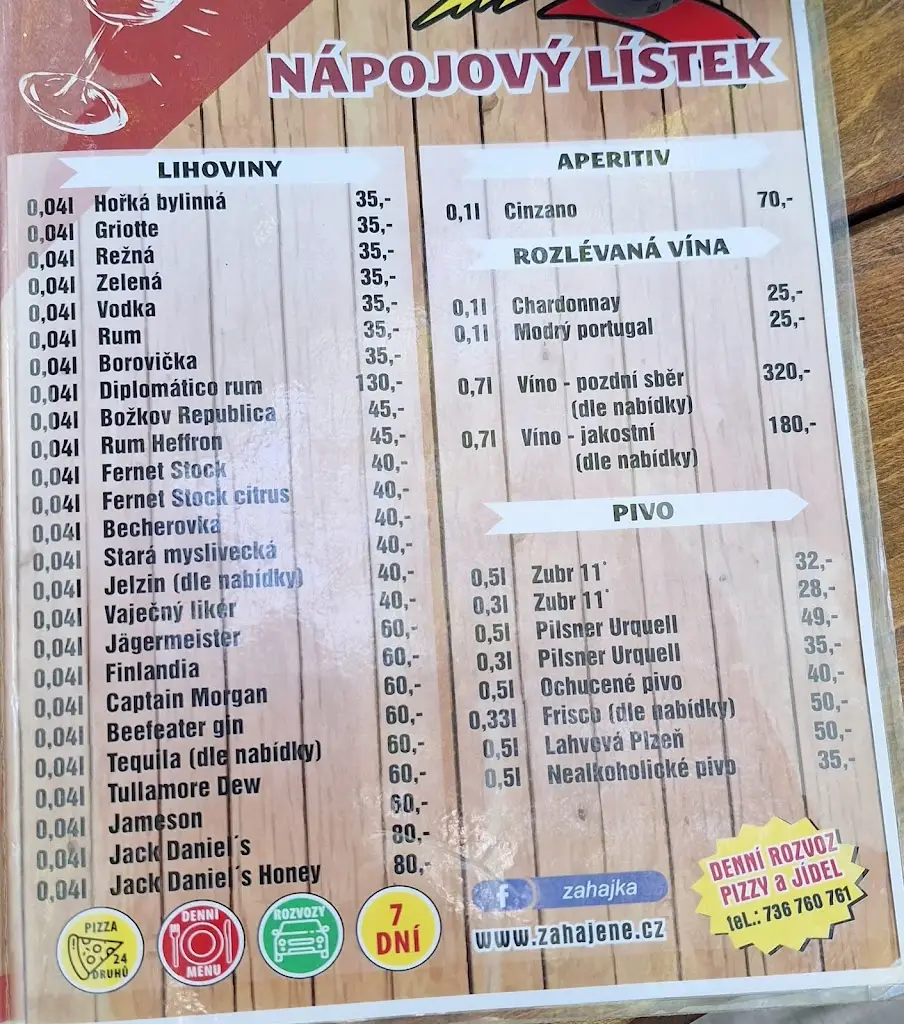 NÁPOJOVÝ LÍSTEK
LIHOVINY
0,04l Hořká bylinná 35,-
0,04l Griotte 35,-
0,04l Režná 35,-
0,04l Zelená 35,-
0,04l Vodka 35,-
0,04l Rum 35,-
0,04l Borovička 35,-
0,04l Diplomático rum 130,-
0,04l Božkov Republica 45,-
0,04l Rum Heffron 45,-
0,04l Fernet Stock 40,-
0,04l Fernet Stock citrus 40,-
0,04l Becherovka 40,-
0,04l Stará myslivecká 40,-
0,04l Jelzin (dle nabídky) 40,-
0,04l Vaječný likér 40,-
0,04l Jägermeister 60,-
0,04l Finlandia 60,-
0,04l Captain Morgan 60,-
0,04l Beefeater gin 60,-
0,04l Tequila (dle nabídky) 60,-
0,04l Tullamore Dew 60,-
0,04l Jameson 60,-
0,04l Jack Daniel´s 80,-
0,04l Jack Daniel´s Honey 80,-
APERITIV
0,1l Cinzano 70,-
ROZLÉVANÁ VÍNA
0,1l Chardonnay 25,-
0,1l Modrý portugal 25,-
0,7l Víno - pozdní sběr 320,-
(dle nabídky)
0,7l Víno - jakostní 180,-
(dle nabídky)
PIVO
0,5l Zubr 11° 32,-
0,3l Zubr 11° 28,-
0,5l Pilsner Urquell 49,-
0,3l Pilsner Urquell 35,-
0,5l Ochucené pivo 40,-
0,33l Frisco (dle nabídky) 50,-
0,5l Lahvová Plzeň 50,-
0,5l Nealkoholické pivo 35,-
PIZZA
24
DRUHŮ
DENNÍ
MENU
ROZVOZY
7
DNÍ
f zahajka
www.zahajene.cz
DENNÍ ROZVOZ
PIZZY a JÍDEL
tel.: 736 760 761